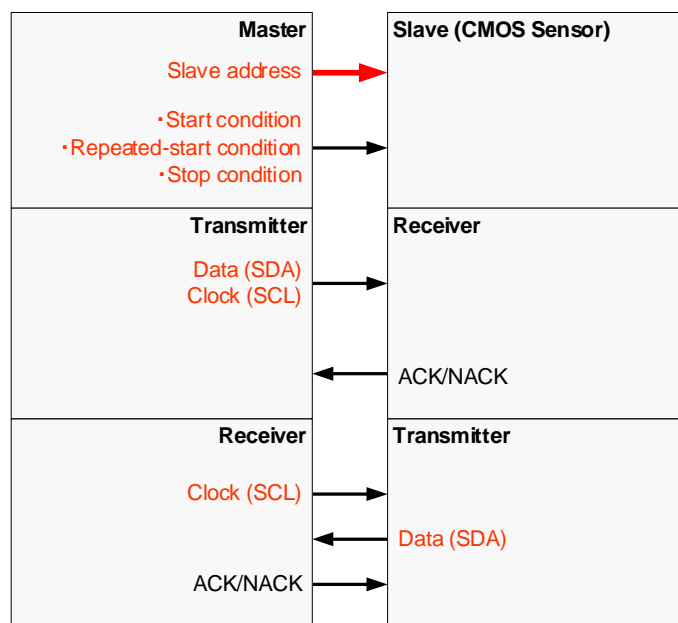 Master
Slave (CMOS Sensor)
Slave address
・Start condition
・Repeated-start condition
・Stop condition
Transmitter
Receiver
Data (SDA)
Clock (SCL)
ACK/NACK
Receiver
Transmitter
Clock (SCL)
Data (SDA)
ACK/NACK